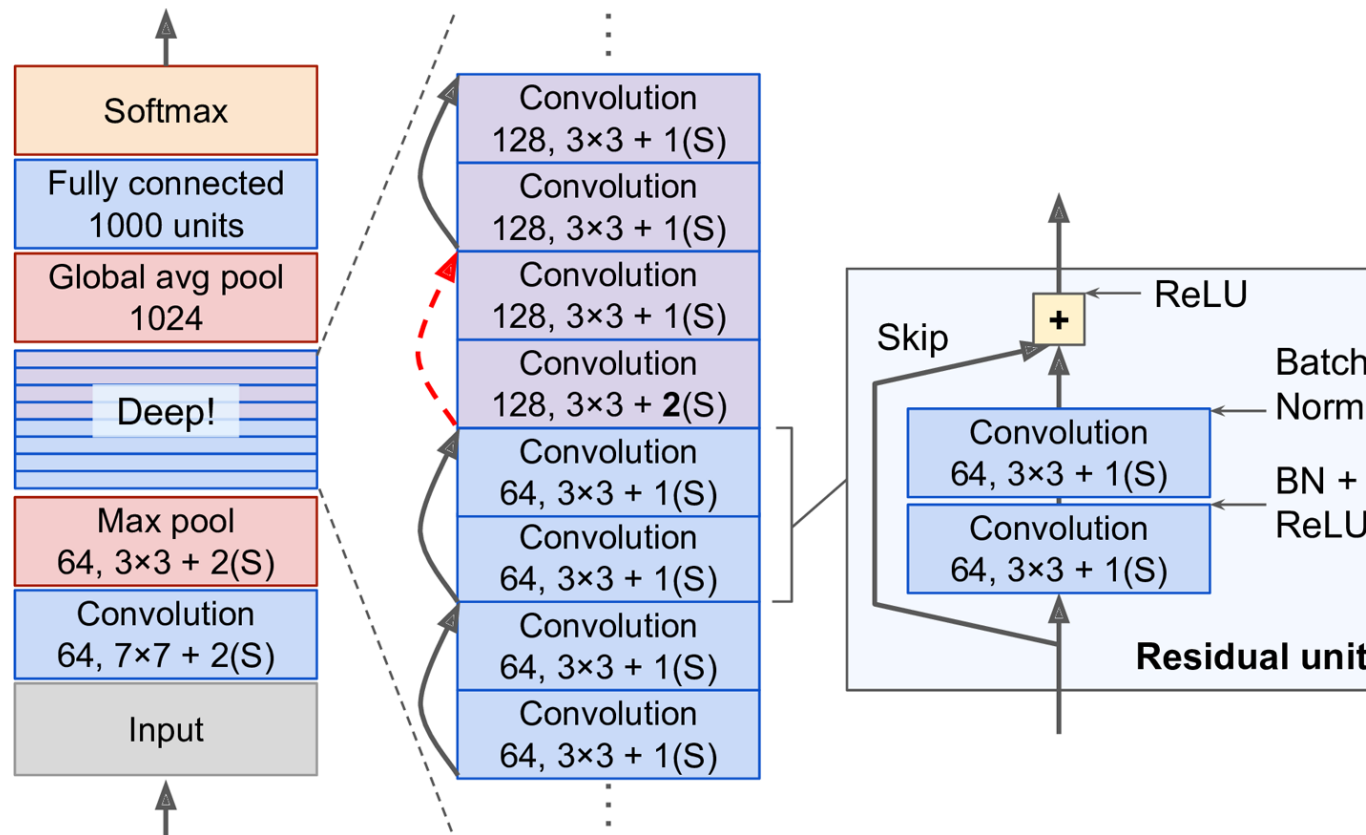 Softmax
Fully connected
1000 units
Global avg pool
1024
Deep!
Max pool
64, 3×3 + 2(S)
Convolution
64, 7×7 + 2(S)
Input
Convolution
128, 3×3 + 1(S)
Convolution
128, 3×3 + 1(S)
Convolution
128, 3×3 + 1(S)
Convolution
128, 3×3 + 2(S)
Convolution
64, 3×3 + 1(S)
Convolution
64, 3×3 + 1(S)
Convolution
64, 3×3 + 1(S)
Convolution
64, 3×3 + 1(S)
ReLU
+
Skip
Batch
Norm
Convolution
64, 3×3 + 1(S)
BN +
ReLU
Convolution
64, 3×3 + 1(S)
Residual unit